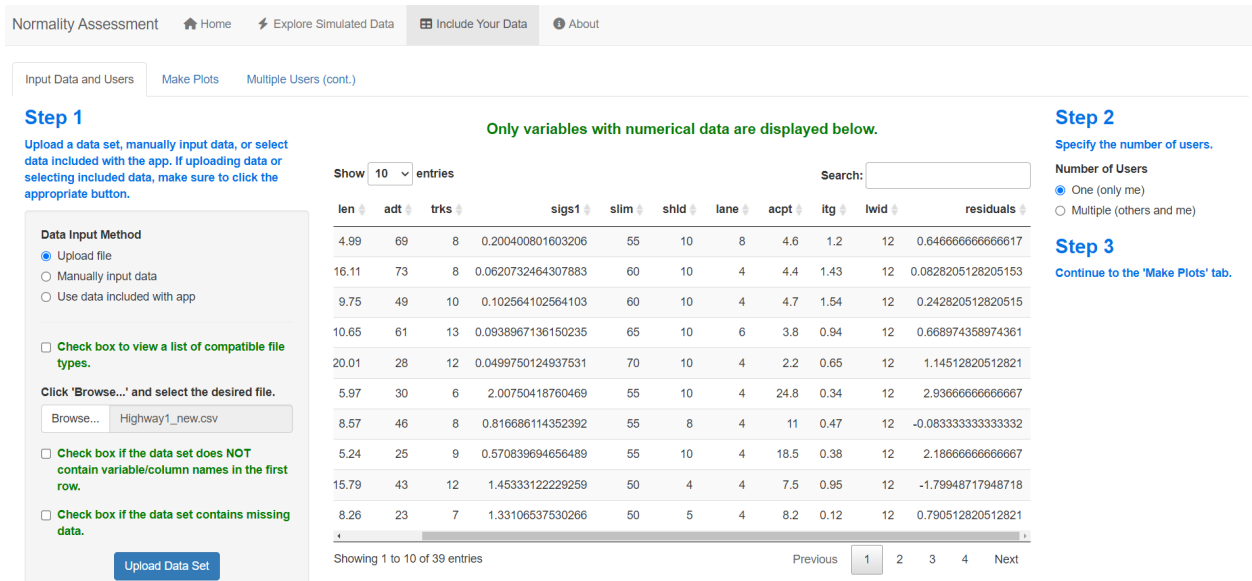 Normality Assessment Home Explore Simulated Data Include Your Data About
Input Data and Users Make Plots Multiple Users (cont.)
Step 1
Upload a data set, manually input data, or select
data included with the app. If uploading data or
selecting included data, make sure to click the
appropriate button.
Data Input Method
Upload file
Manually input data
Use data included with app
Check box to view a list of compatible file
types.
Click 'Browse...' and select the desired file.
Browse... Highway1_new.csv
Check box if the data set does NOT
contain variable/column names in the first
row.
Check box if the data set contains missing
data.
Upload Data Set
Only variables with numerical data are displayed below.
Show 10 entries Search:
len adt trks sigs1 slim shld lane acpt itg lwid residuals
4.99 69 8 0.200400801603206 55 10 8 4.6 1.2 12 0.646666666666617
16.11 73 8 0.0620732464307883 60 10 4 4.4 1.43 12 0.0828205128205153
9.75 49 10 0.102564102564103 60 10 4 4.7 1.54 12 0.242820512820515
10.65 61 13 0.0938967136150235 65 10 6 3.8 0.94 12 0.668974358974361
20.01 28 12 0.0499750124937531 70 10 4 2.2 0.65 12 1.14512820512821
5.97 30 6 2.00750418760469 55 10 4 24.8 0.34 12 2.93666666666667
8.57 46 8 0.816686114352392 55 8 4 11 0.47 12 -0.083333333333332
5.24 25 9 0.570839694656489 55 10 4 18.5 0.38 12 2.18666666666667
15.79 43 12 1.45333122229259 50 4 4 7.5 0.95 12 -1.79948717948718
8.26 23 7 1.33106537530266 50 5 4 8.2 0.12 12 0.790512820512821
Showing 1 to 10 of 39 entries Previous 1 2 3 4 Next
Step 2
Specify the number of users.
Number of Users
One (only me)
Multiple (others and me)
Step 3
Continue to the 'Make Plots' tab.